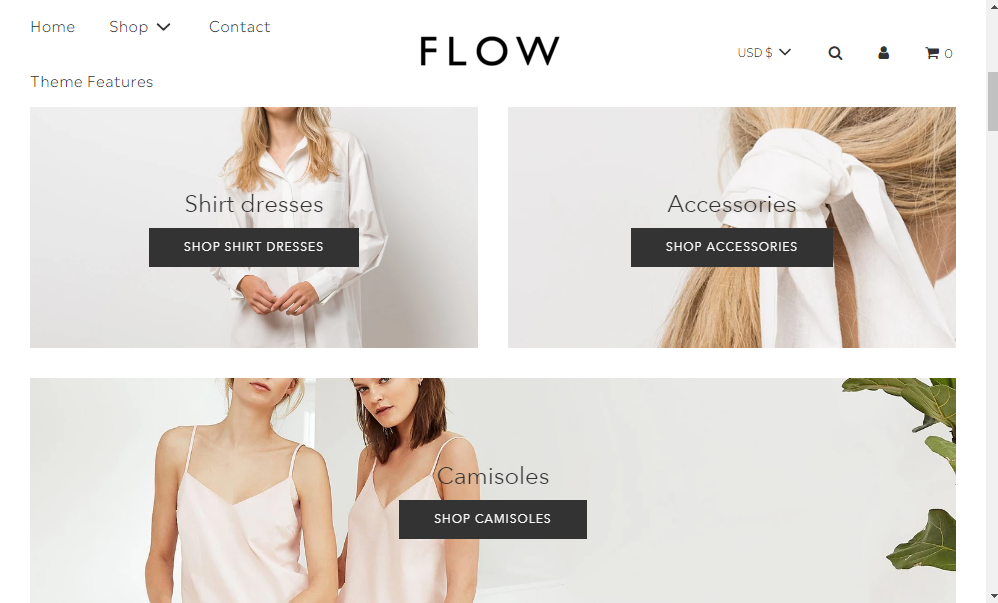 Home
Shop
Contact
FLOW
USD $
0
Theme Features
Shirt dresses
SHOP SHIRT DRESSES
Accessories
SHOP ACCESSORIES
Camisoles
SHOP CAMISOLES